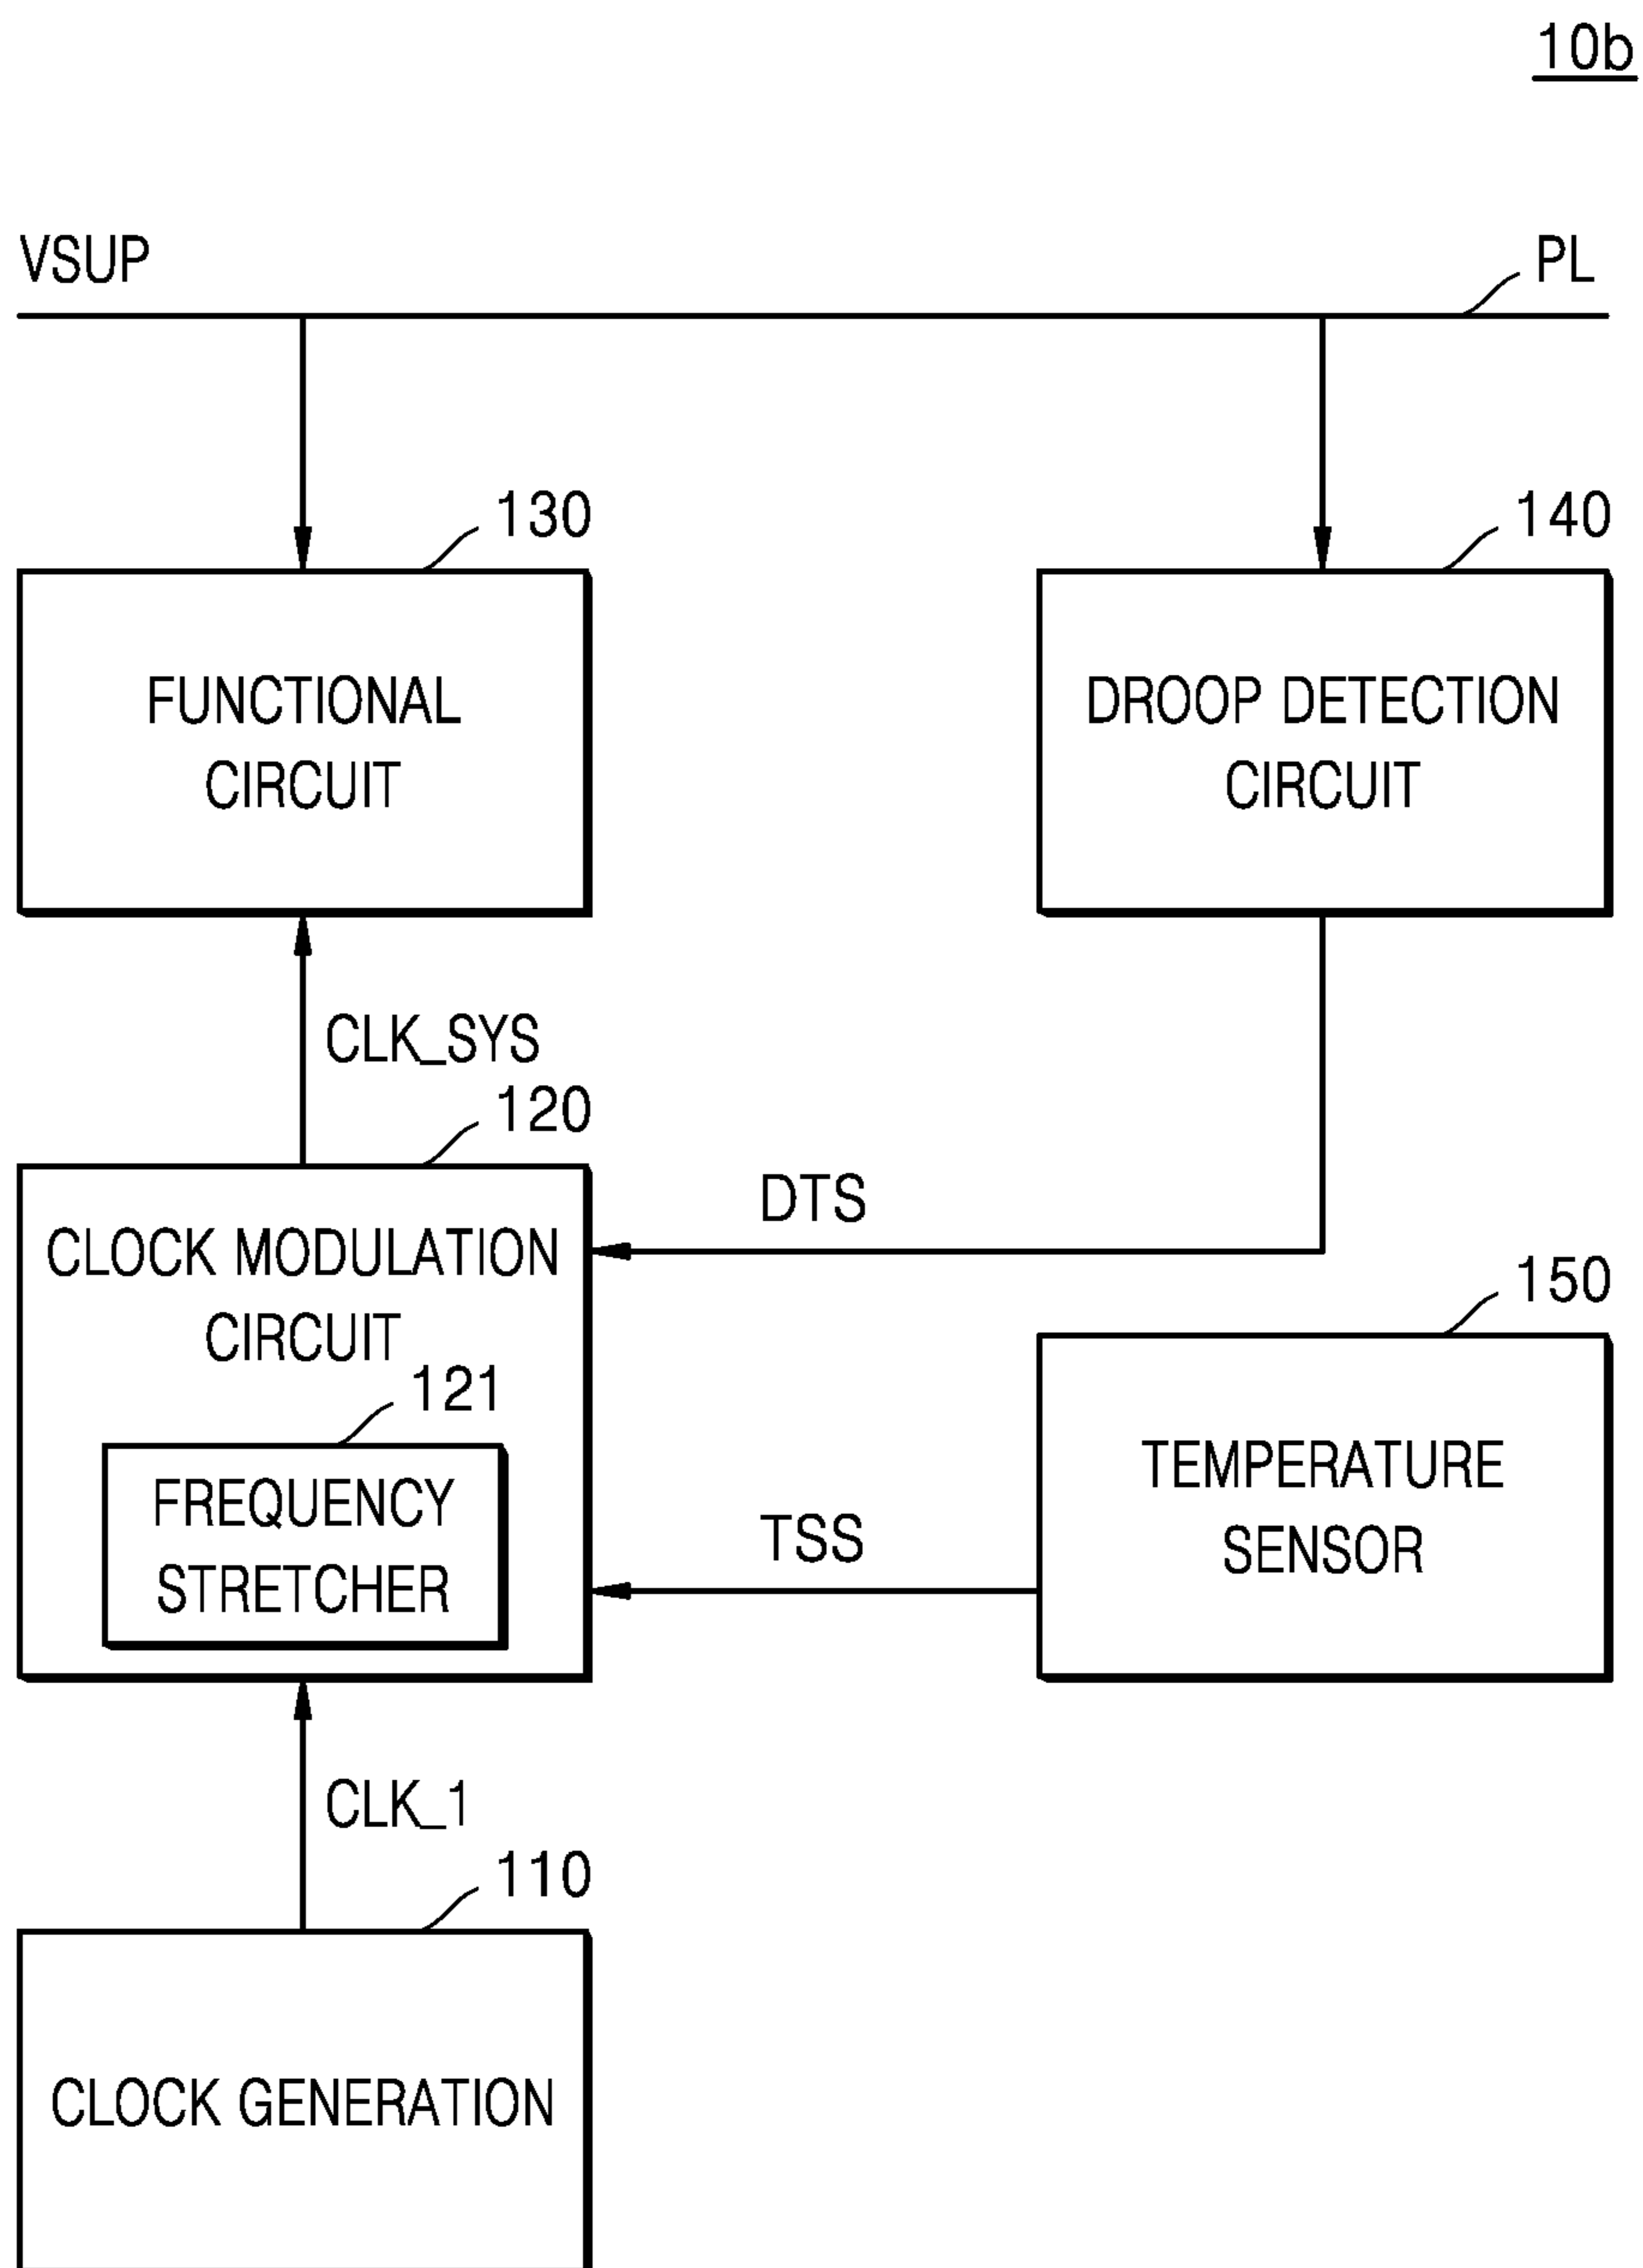 10b
VSUP
PL
130
140
FUNCTIONAL
CIRCUIT
DROOP DETECTION
CIRCUIT
CLK_SYS
120
DTS
CLOCK MODULATION
CIRCUIT
150
121
FREQUENCY
STRETCHER
TEMPERATURE
SENSOR
TSS
CLK_1
110
CLOCK GENERATION